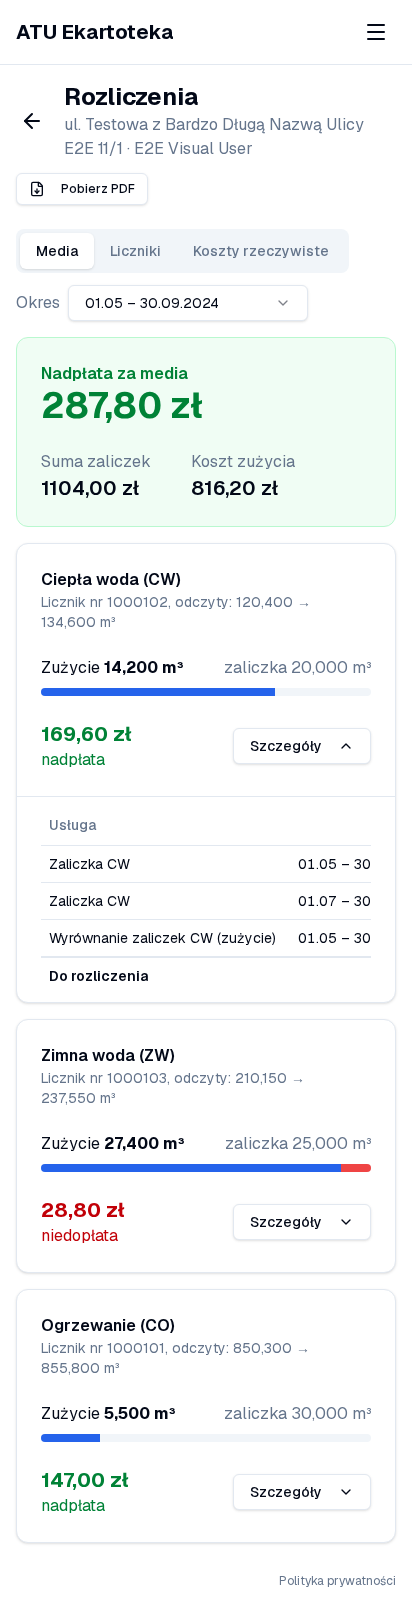 ATU Ekartoteka
Rozliczenia
ul. Testowa z Bardzo Długą Nazwą Ulicy
E2E 11/1 · E2E Visual User
Pobierz PDF
Media Liczniki Koszty rzeczywiste
Okres 01.05 – 30.09.2024
Nadpłata za media
287,80 zł
Suma zaliczek Koszt zużycia
1104,00 zł 816,20 zł
Ciepła woda (CW)
Licznik nr 1000102, odczyty: 120,400 →
134,600 m³
Zużycie 14,200 m³ zaliczka 20,000 m³
169,60 zł
nadpłata
Szczegóły
Usługa
Zaliczka CW 01.05 – 30
Zaliczka CW 01.07 – 30
Wyrównanie zaliczek CW (zużycie) 01.05 – 30
Do rozliczenia
Zimna woda (ZW)
Licznik nr 1000103, odczyty: 210,150 →
237,550 m³
Zużycie 27,400 m³ zaliczka 25,000 m³
28,80 zł
niedopłata
Szczegóły
Ogrzewanie (CO)
Licznik nr 1000101, odczyty: 850,300 →
855,800 m³
Zużycie 5,500 m³ zaliczka 30,000 m³
147,00 zł
nadpłata
Szczegóły
Polityka prywatności